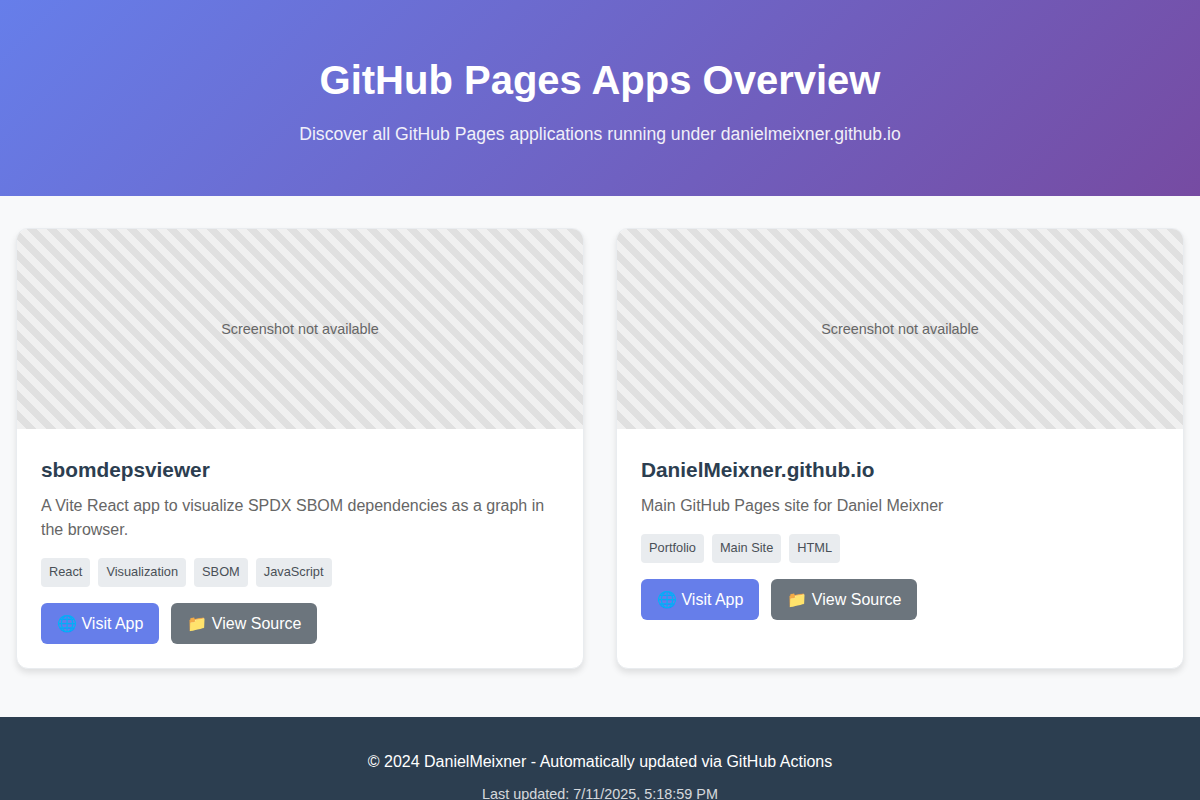 GitHub Pages Apps Overview
Discover all GitHub Pages applications running under danielmeixner.github.io
Screenshot not available
sbomdepsviewer
A Vite React app to visualize SPDX SBOM dependencies as a graph in
the browser.
React Visualization SBOM JavaScript
🌐 Visit App 📁 View Source
Screenshot not available
DanielMeixner.github.io
Main GitHub Pages site for Daniel Meixner
Portfolio Main Site HTML
🌐 Visit App 📁 View Source
© 2024 DanielMeixner - Automatically updated via GitHub Actions
Last updated: 7/11/2025, 5:18:59 PM